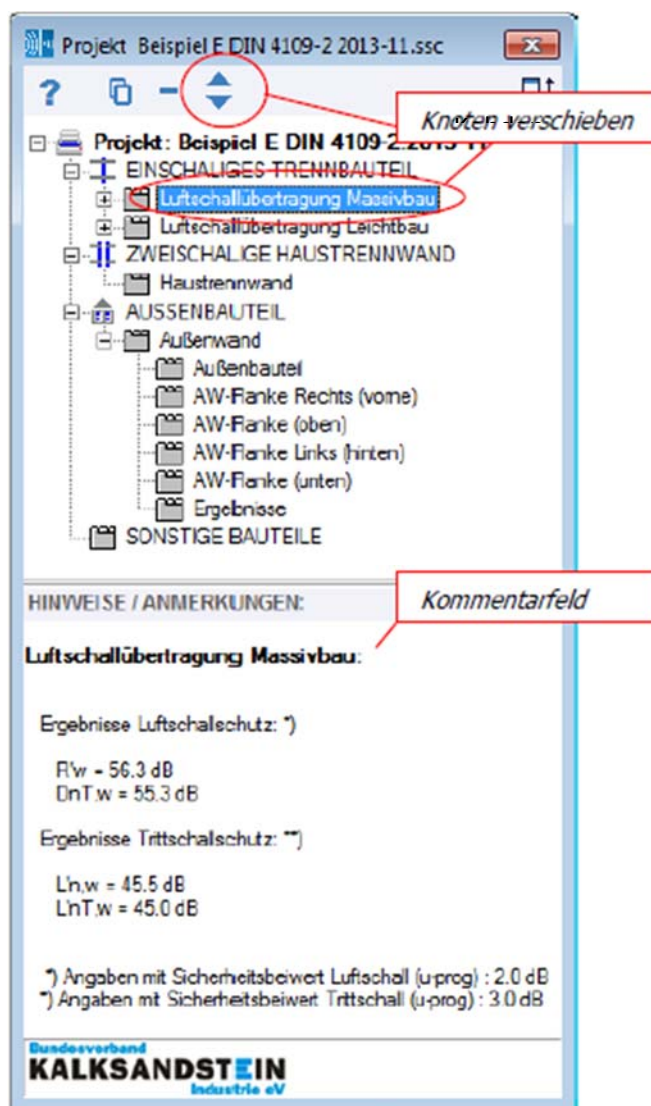 Projekt Beispiel E DIN 4109-2 2013-11.ssc
?
Knoten verschieben
Projekt: Beispiel E DIN 4109-2 2013-11
EINSCHALIGES TRENNBAUTEIL
Luftschallübertragung Massivbau
Luftschallübertragung Leichtbau
ZWEISCHALIGE HAUSTRENNWAND
Haustrennwand
AUSSENBAUTEIL
Außenwand
Außenbauteil
AW-Flanke Rechts (vorne)
AW-Flanke (oben)
AW-Flanke Links (hinten)
AW-Flanke (unten)
Ergebnisse
SONSTIGE BAUTEILE
HINWEISE / ANMERKUNGEN:
Kommentarfeld
Luftschallübertragung Massivbau:
Ergebnisse Luftschallschutz: *)
R'w = 56.3 dB
DnT,w = 55.3 dB
Ergebnisse Trittschallschutz: **)
L'n,w = 45.5 dB
L'nT,w = 45.0 dB
*) Angaben mit Sicherheitsbeiwert Luftschall (u-prog) : 2.0 dB
*) Angaben mit Sicherheitsbeiwert Trittschall (u-prog) : 3.0 dB
Bundesverband
KALKSANDSTEIN
Industrie eV